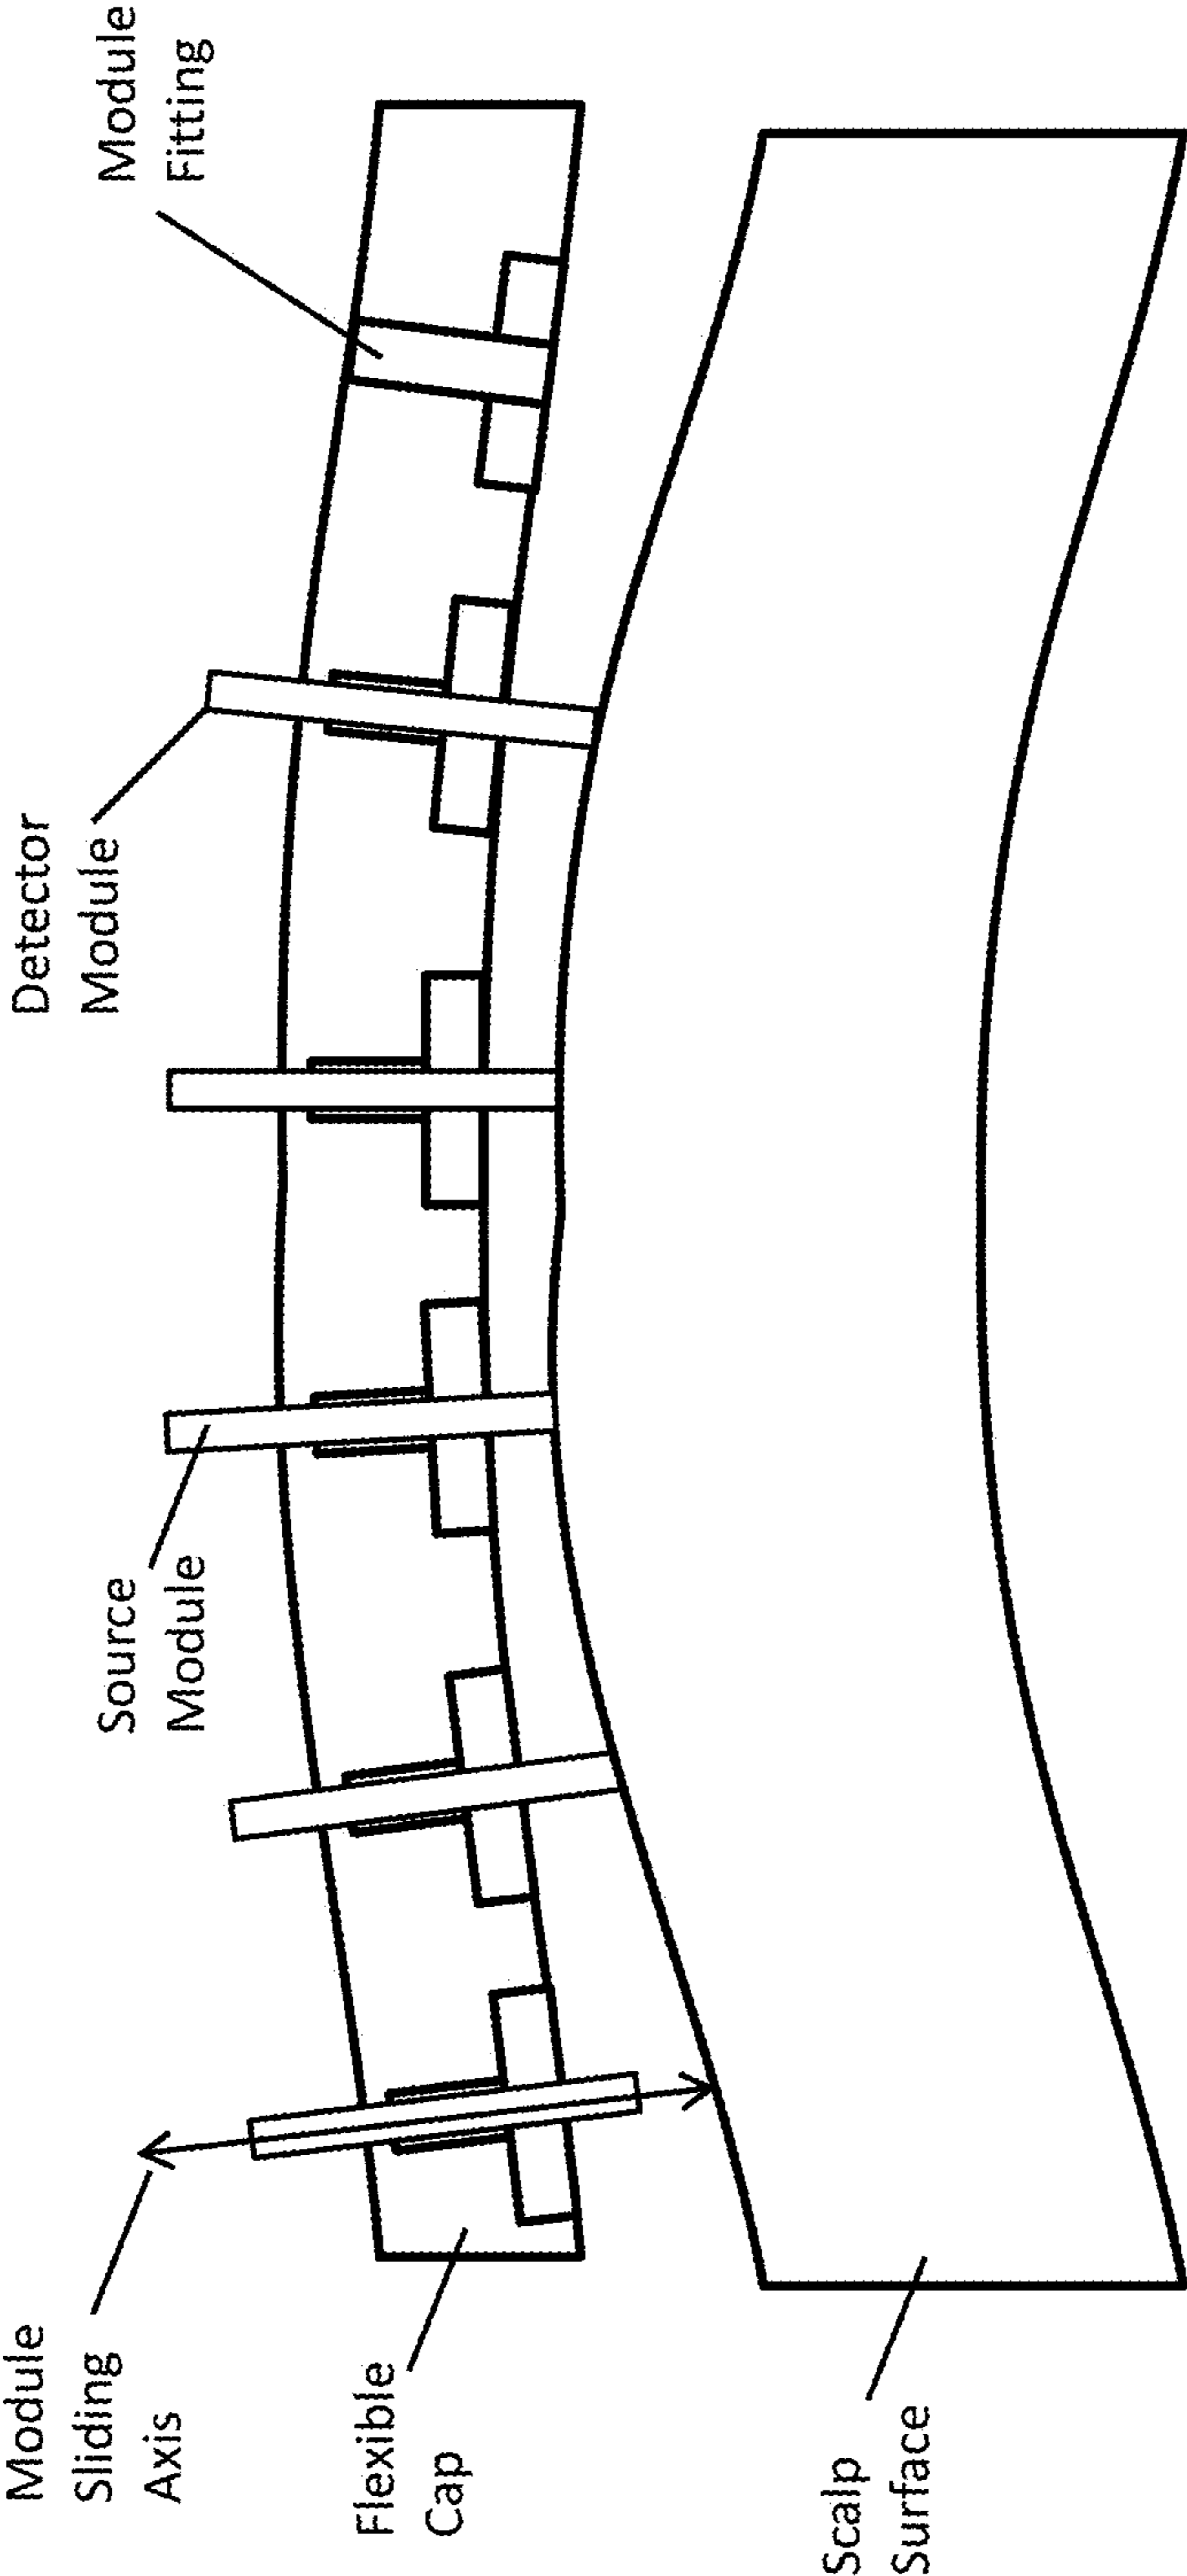 Module
Sliding
Axis
Flexible
Cap
Scalp
Surface
Source
Module
Detector
Module
Module
Fitting